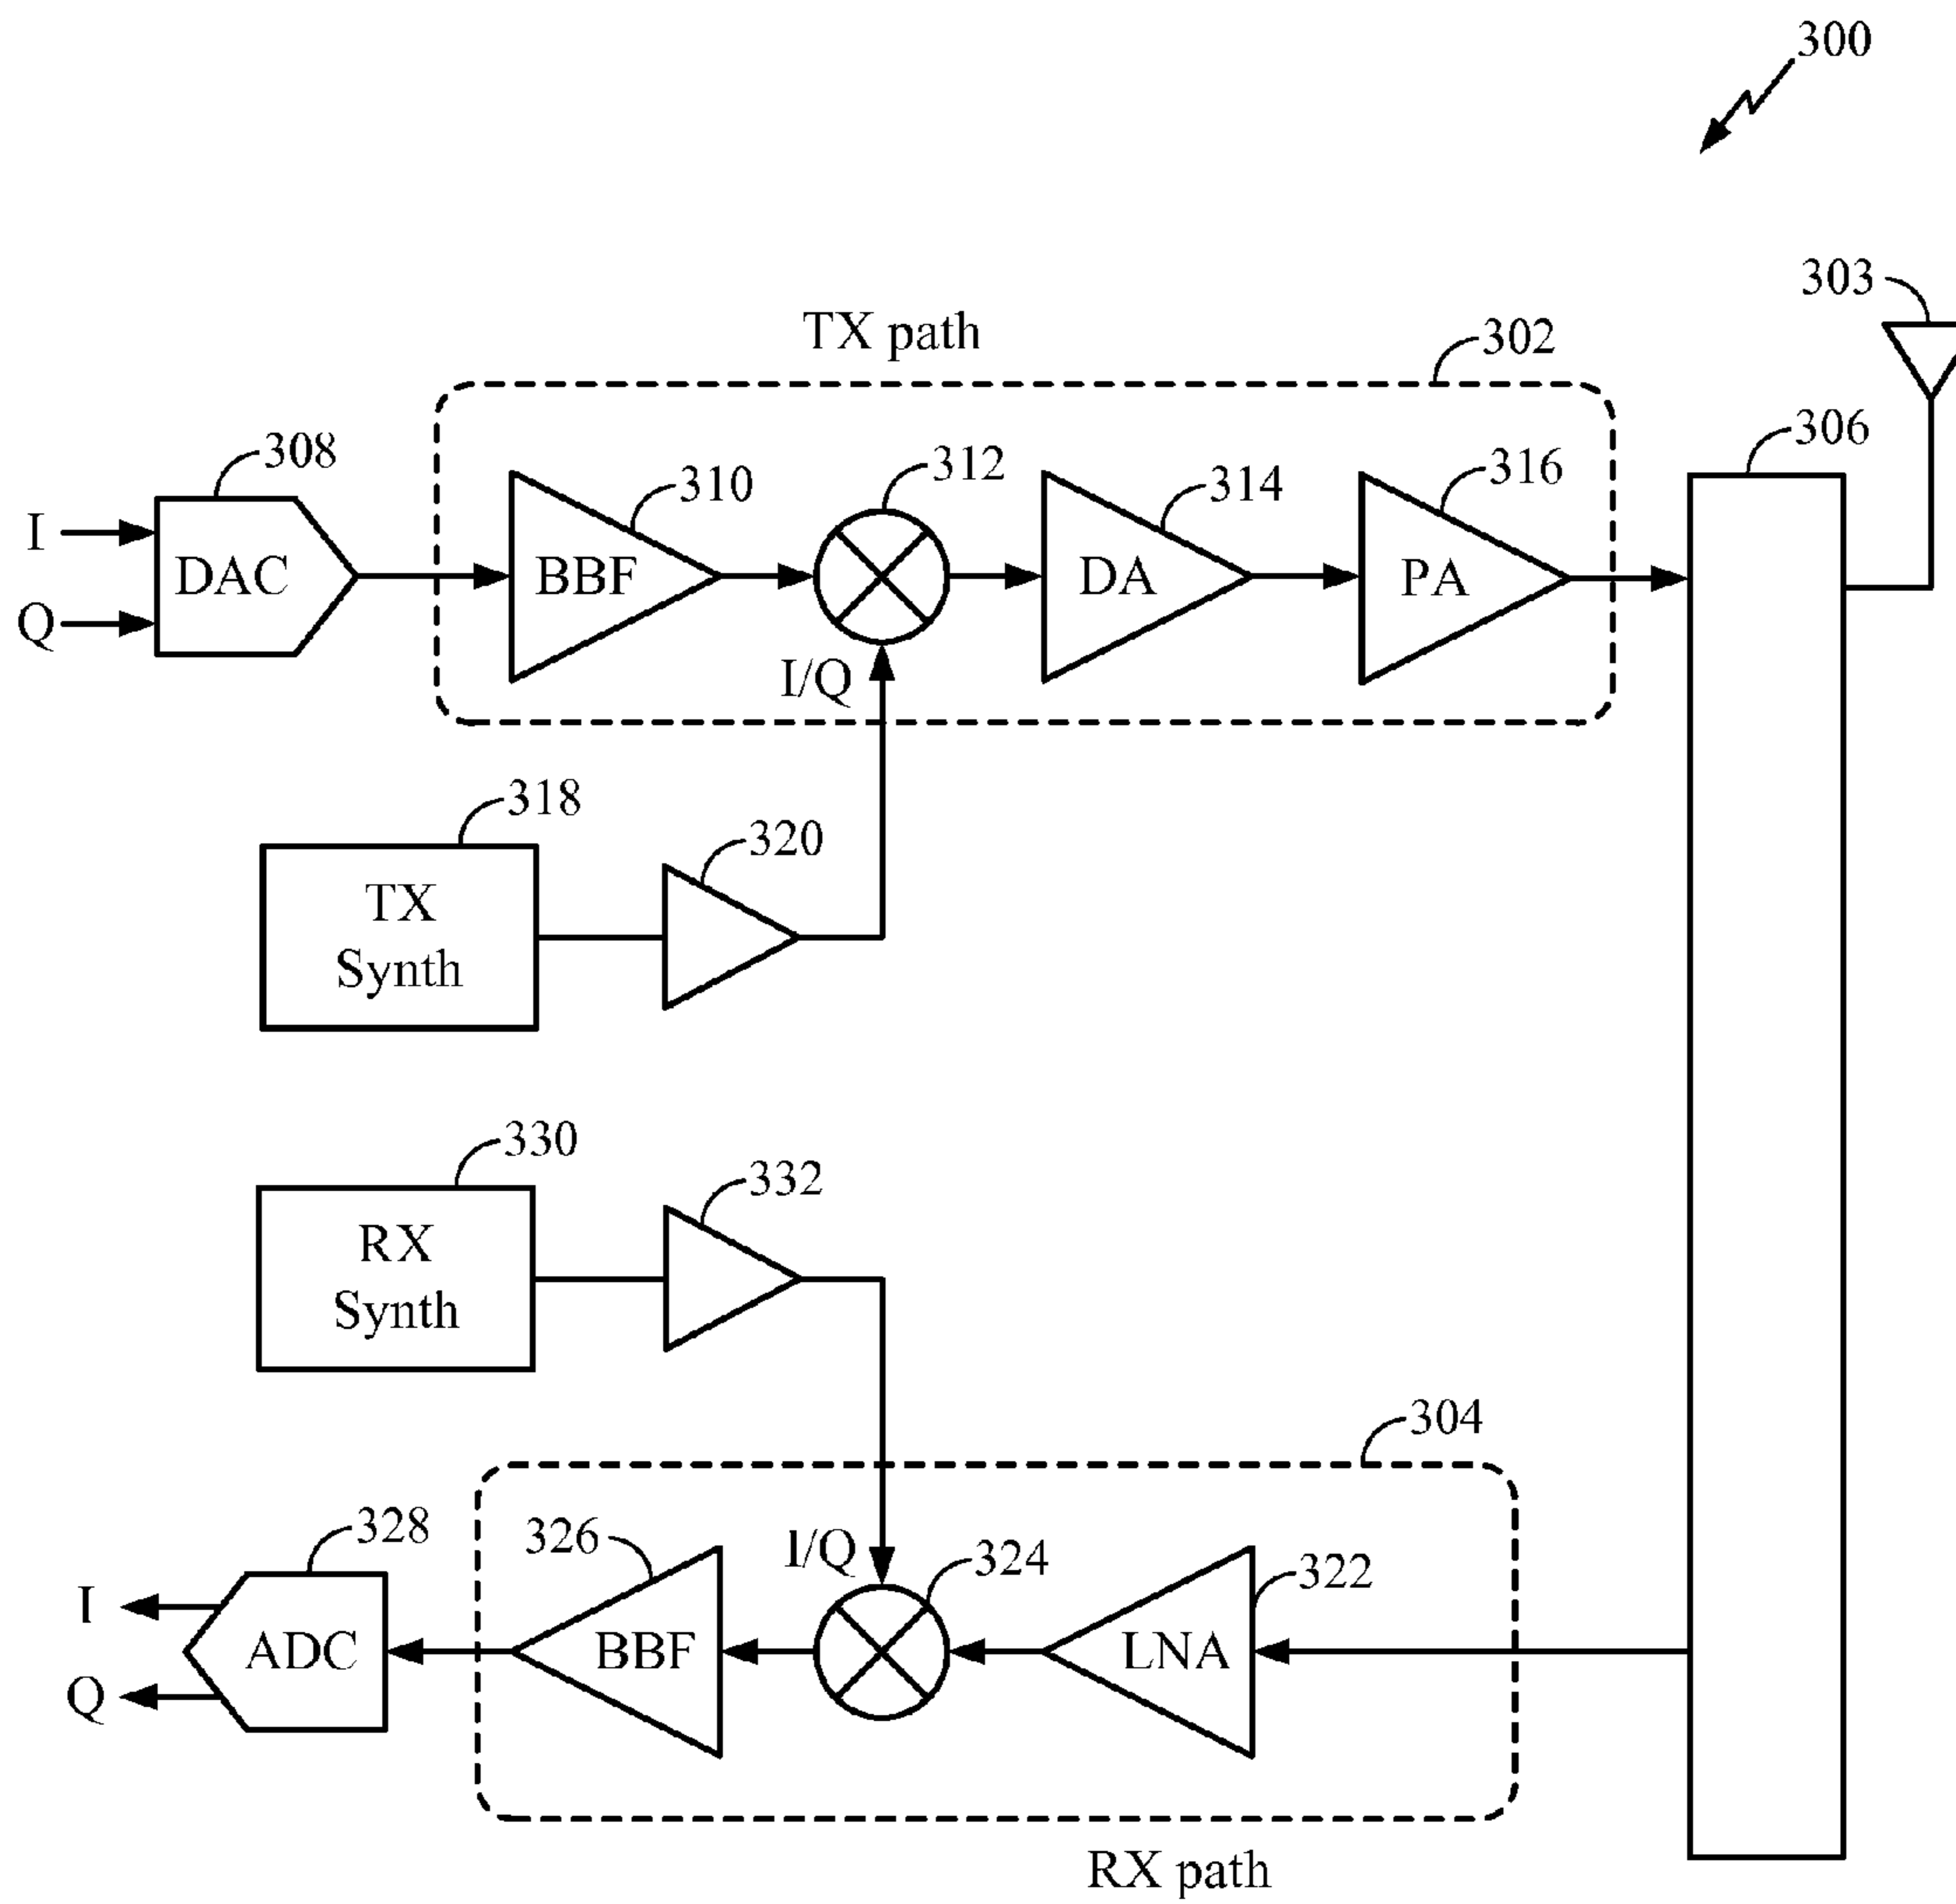 300
303
TX path
302
306
308
310
312
314
316
I
DAC
BBF
DA
PA
Q
I/Q
318
320
TX
Synth
330
332
RX
Synth
304
328
326
I/Q
324
322
I
ADC
BBF
LNA
Q
RX path